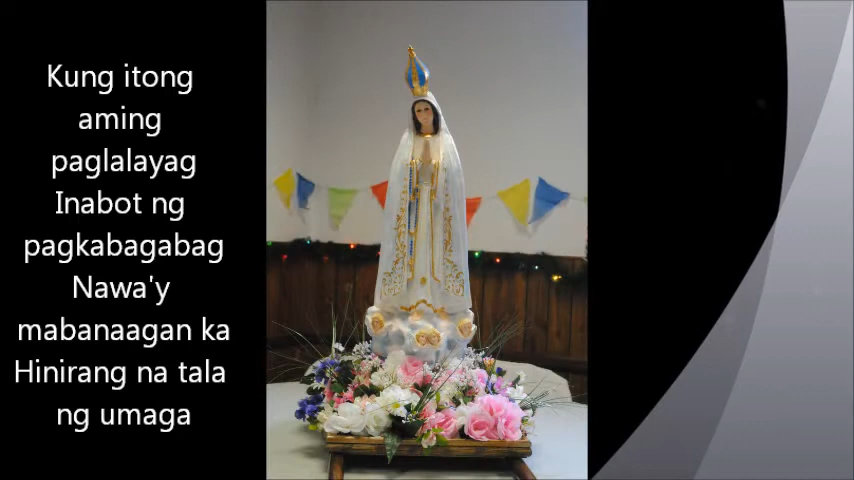 Kung itong
aming
paglalayag
Inabot ng
pagkabagabag
Nawa'y
mabanaagan ka
Hinirang na tala
ng umaga